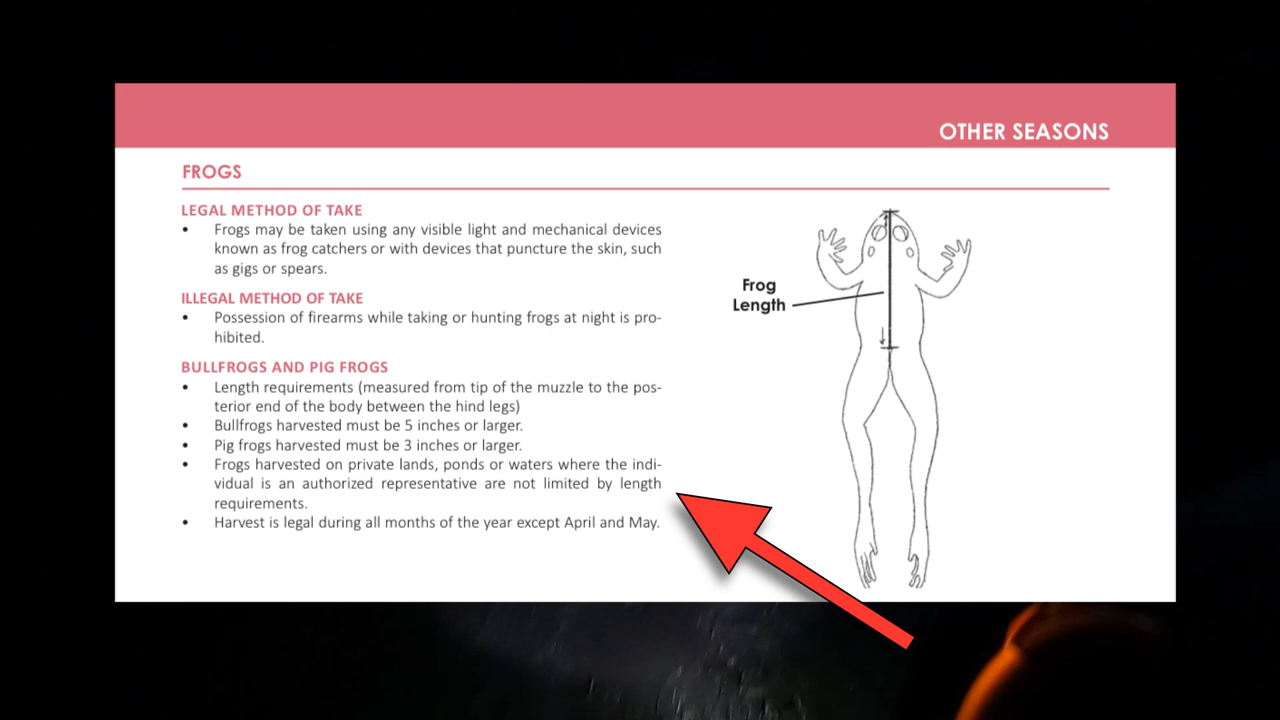 OTHER SEASONS
FROGS
LEGAL METHOD OF TAKE
• Frogs may be taken using any visible light and mechanical devices
known as frog catchers or with devices that puncture the skin, such
as gigs or spears.
ILLEGAL METHOD OF TAKE
• Possession of firearms while taking or hunting frogs at night is pro-
hibited.
BULLFROGS AND PIG FROGS
• Length requirements (measured from tip of the muzzle to the pos-
terior end of the body between the hind legs)
• Bullfrogs harvested must be 5 inches or larger.
• Pig frogs harvested must be 3 inches or larger.
• Frogs harvested on private lands, ponds or waters where the indi-
vidual is an authorized representative are not limited by length
requirements.
• Harvest is legal during all months of the year except April and May.
Frog
Length